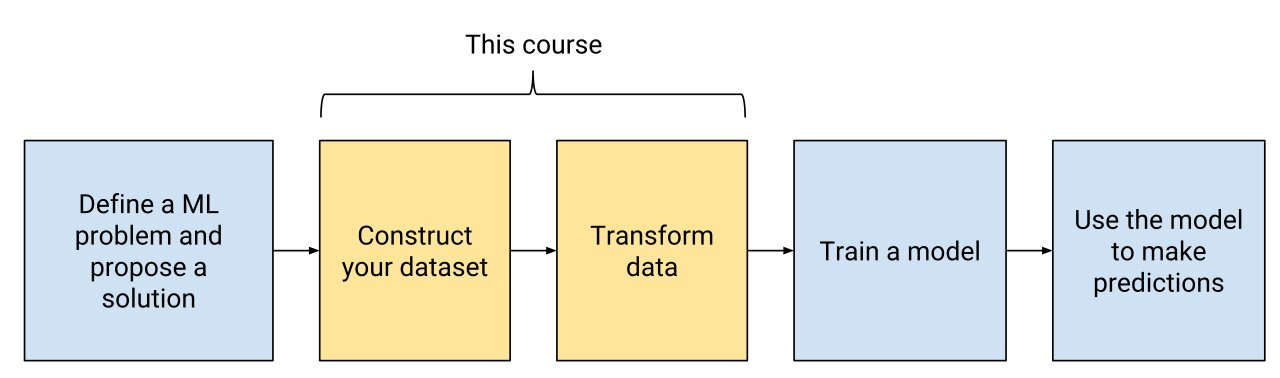 This course
Define a ML
problem and
propose a
solution
Construct
your dataset
Transform
data
Train a model
Use the model
to make
predictions